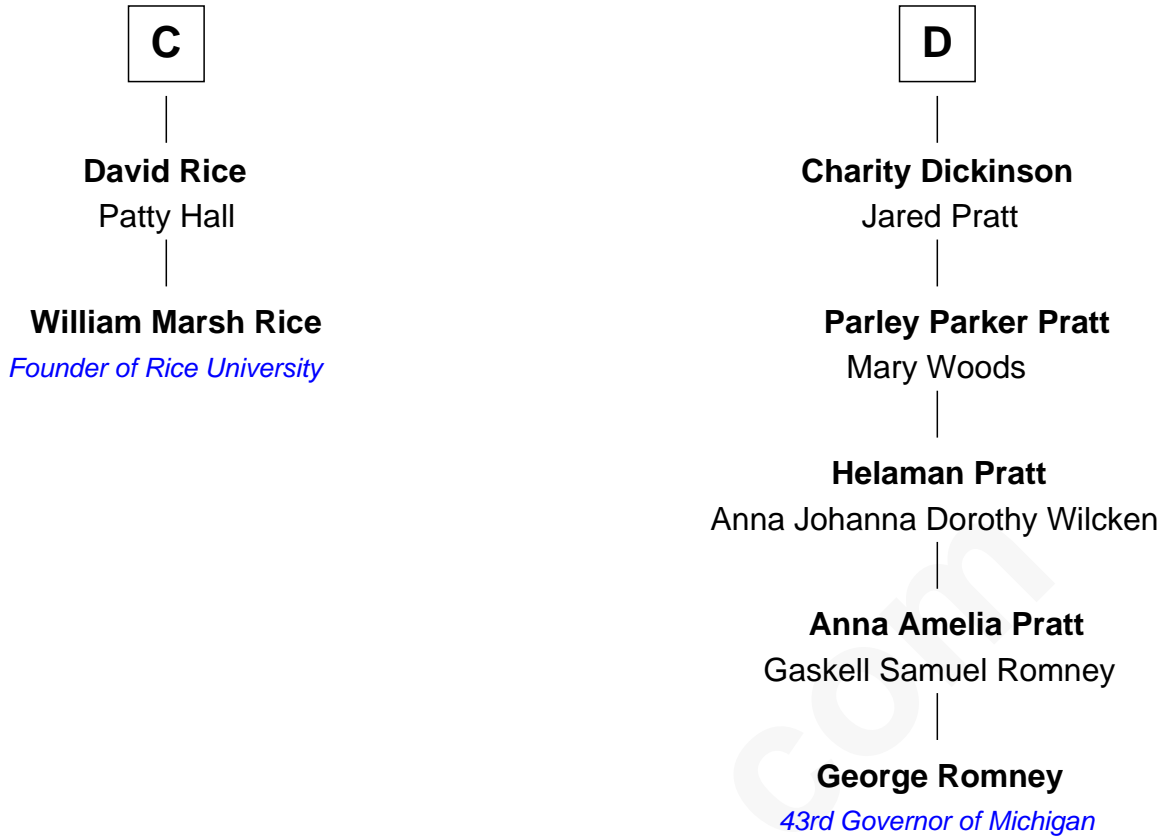 C
David Rice
Patty Hall
William Marsh Rice
Founder of Rice University
D
Charity Dickinson
Jared Pratt
Parley Parker Pratt
Mary Woods
Helaman Pratt
Anna Johanna Dorothy Wilcken
Anna Amelia Pratt
Gaskell Samuel Romney
George Romney
43rd Governor of Michigan
com